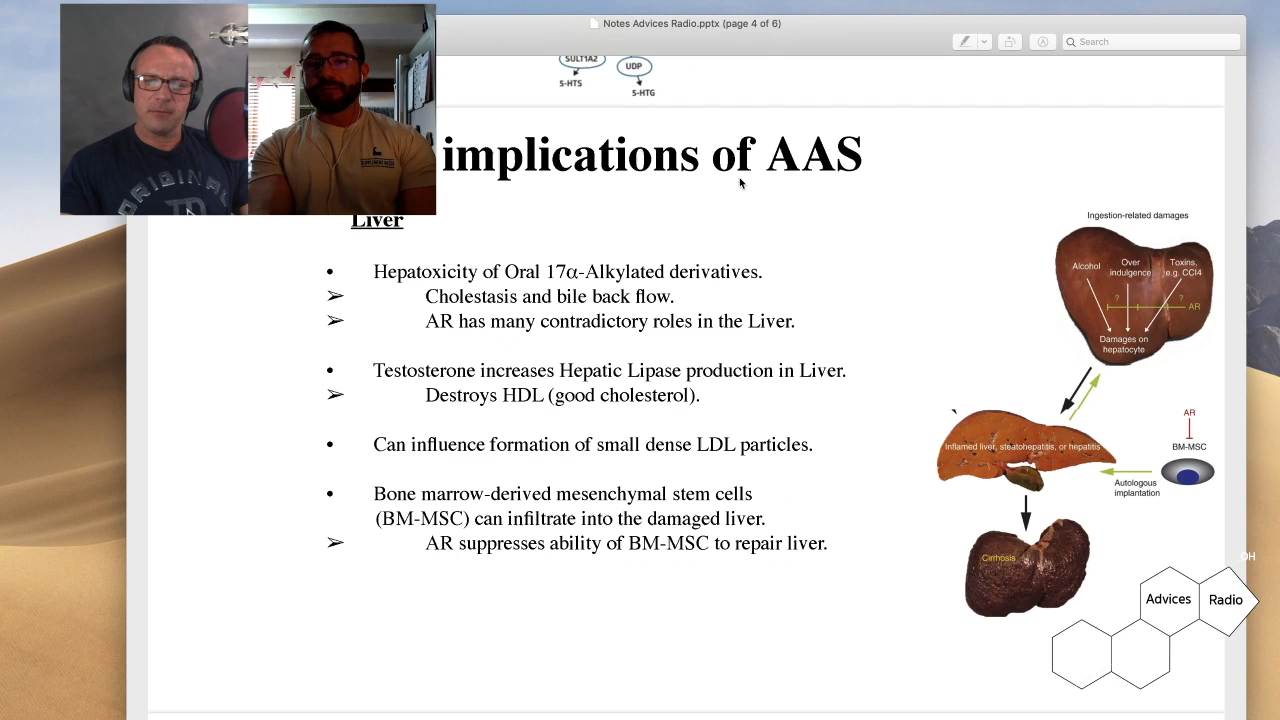 Notes Advices Radio.pptx (page 4 of 6)
Search
SULT1A2
UDP
5-HTS
5-HTG
ORIGINAL
implications of AAS
Liver
• Hepatoxicity of Oral 17α-Alkylated derivatives.
➢ Cholestasis and bile back flow.
➢ AR has many contradictory roles in the Liver.
• Testosterone increases Hepatic Lipase production in Liver.
➢ Destroys HDL (good cholesterol).
• Can influence formation of small dense LDL particles.
• Bone marrow-derived mesenchymal stem cells
(BM-MSC) can infiltrate into the damaged liver.
➢ AR suppresses ability of BM-MSC to repair liver.
Ingestion-related damages
Alcohol
Over
indulgence
Toxins,
e.g. CCl4
?
?
AR
Damages on
hepatocyte
AR
BM-MSC
Inflamed liver, steatohepatitis, or hepatitis
Autologous
implantation
Cirrhosis
OH
Advices
Radio